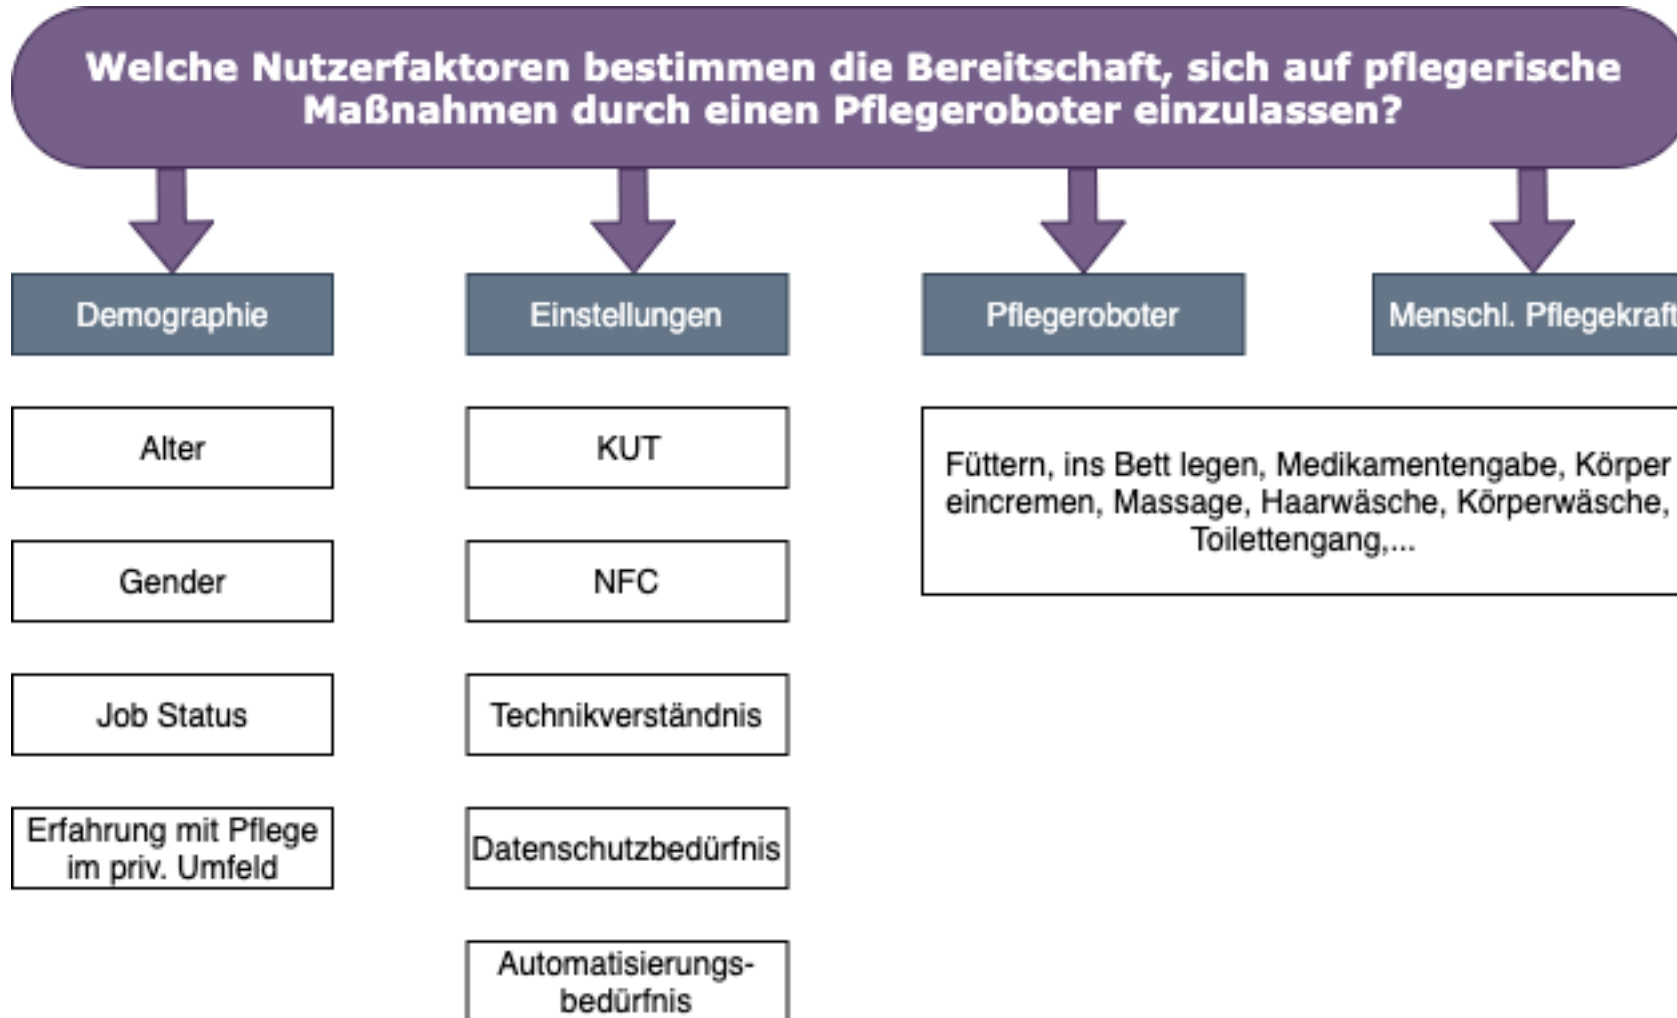 Welche Nutzerfaktoren bestimmen die Bereitschaft, sich auf pflegerische
Maßnahmen durch einen Pflegeroboter einzulassen?
Demographie
Einstellungen
Pflegeroboter
Menschl. Pflegekraft
Alter
KUT
Füttern, ins Bett legen, Medikamentengabe, Körper
eincremen, Massage, Haarwäsche, Körperwäsche,
Toilettengang,...
Gender
NFC
Job Status
Technikverständnis
Erfahrung mit Pflege
im priv. Umfeld
Datenschutzbedürfnis
Automatisierungs-
bedürfnis